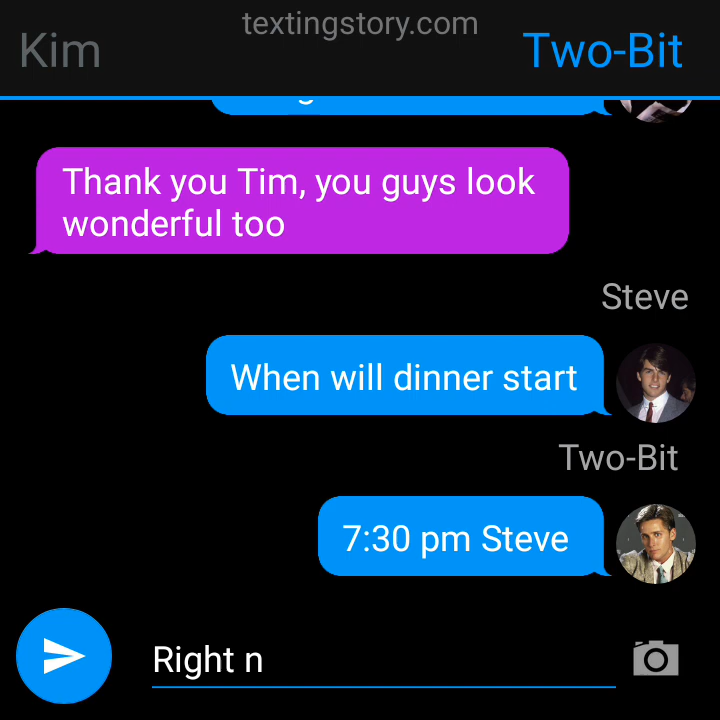 textingstory.com
Kim
Two-Bit
Thank you Tim, you guys look
wonderful too
Steve
When will dinner start
Two-Bit
7:30 pm Steve
Right n